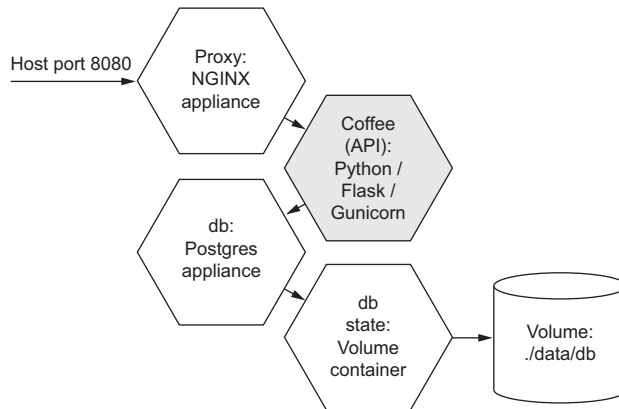 Host port 8080
Proxy:
NGINX
appliance
Coffee
(API):
Python /
Flask /
Gunicorn
db:
Postgres
appliance
db
state:
Volume
container
Volume:
./data/db